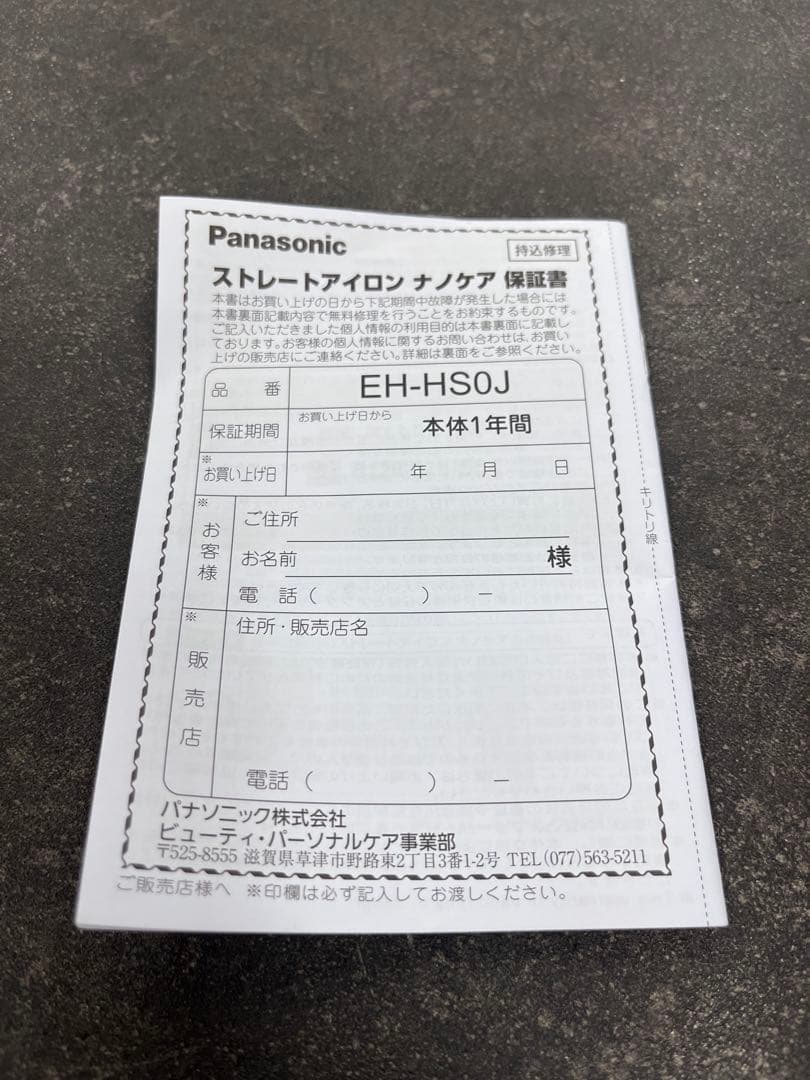 Panasonic
持込修理
ストレートアイロン ナノケア 保証書
本書はお買い上げの日から下記期間中故障が発生した場合には
本書裏面記載内容で無料修理を行うことをお約束するものです。
ご記入いただきました個人情報の利用目的は本書裏面に記載し
ております。お客様の個人情報に関するお問い合わせは、お買い
上げの販売店にご連絡ください。詳細は裏面をご参照ください。
品 番 EH-HS0J
保証期間 お買い上げ日から 本体1年間
※お買い上げ日 年 月 日
※お客様
ご住所
お名前 様
電 話( ) −
※販売店
住所・販売店名
電話( ) −
キリトリ線
パナソニック株式会社
ビューティ・パーソナルケア事業部
〒525-8555 滋賀県草津市野路東2丁目3番1-2号 TEL(077)563-5211
ご販売店様へ ※印欄は必ず記入してお渡しください。